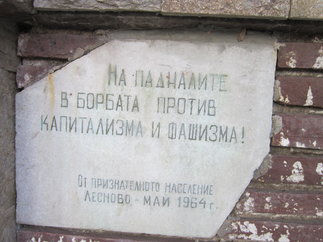 НА ПАДНАЛИТЕ
В БОРБАТА ПРОТИВ
КАПИТАЛИЗМА И ФАШИЗМА!
ОТ ПРИЗНАТЕЛНОТО НАСЕЛЕНИЕ
ЛЕСНОВО - МАЙ 1964 Г.